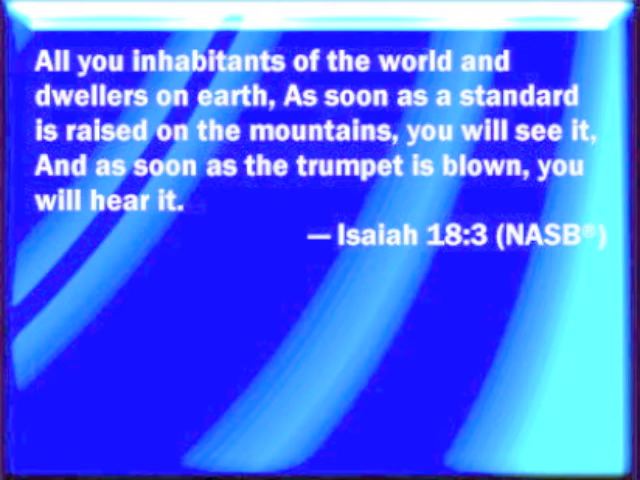 All you inhabitants of the world and
dwellers on earth, As soon as a standard
is raised on the mountains, you will see it,
And as soon as the trumpet is blown, you
will hear it.
— Isaiah 18:3 (NASB®)